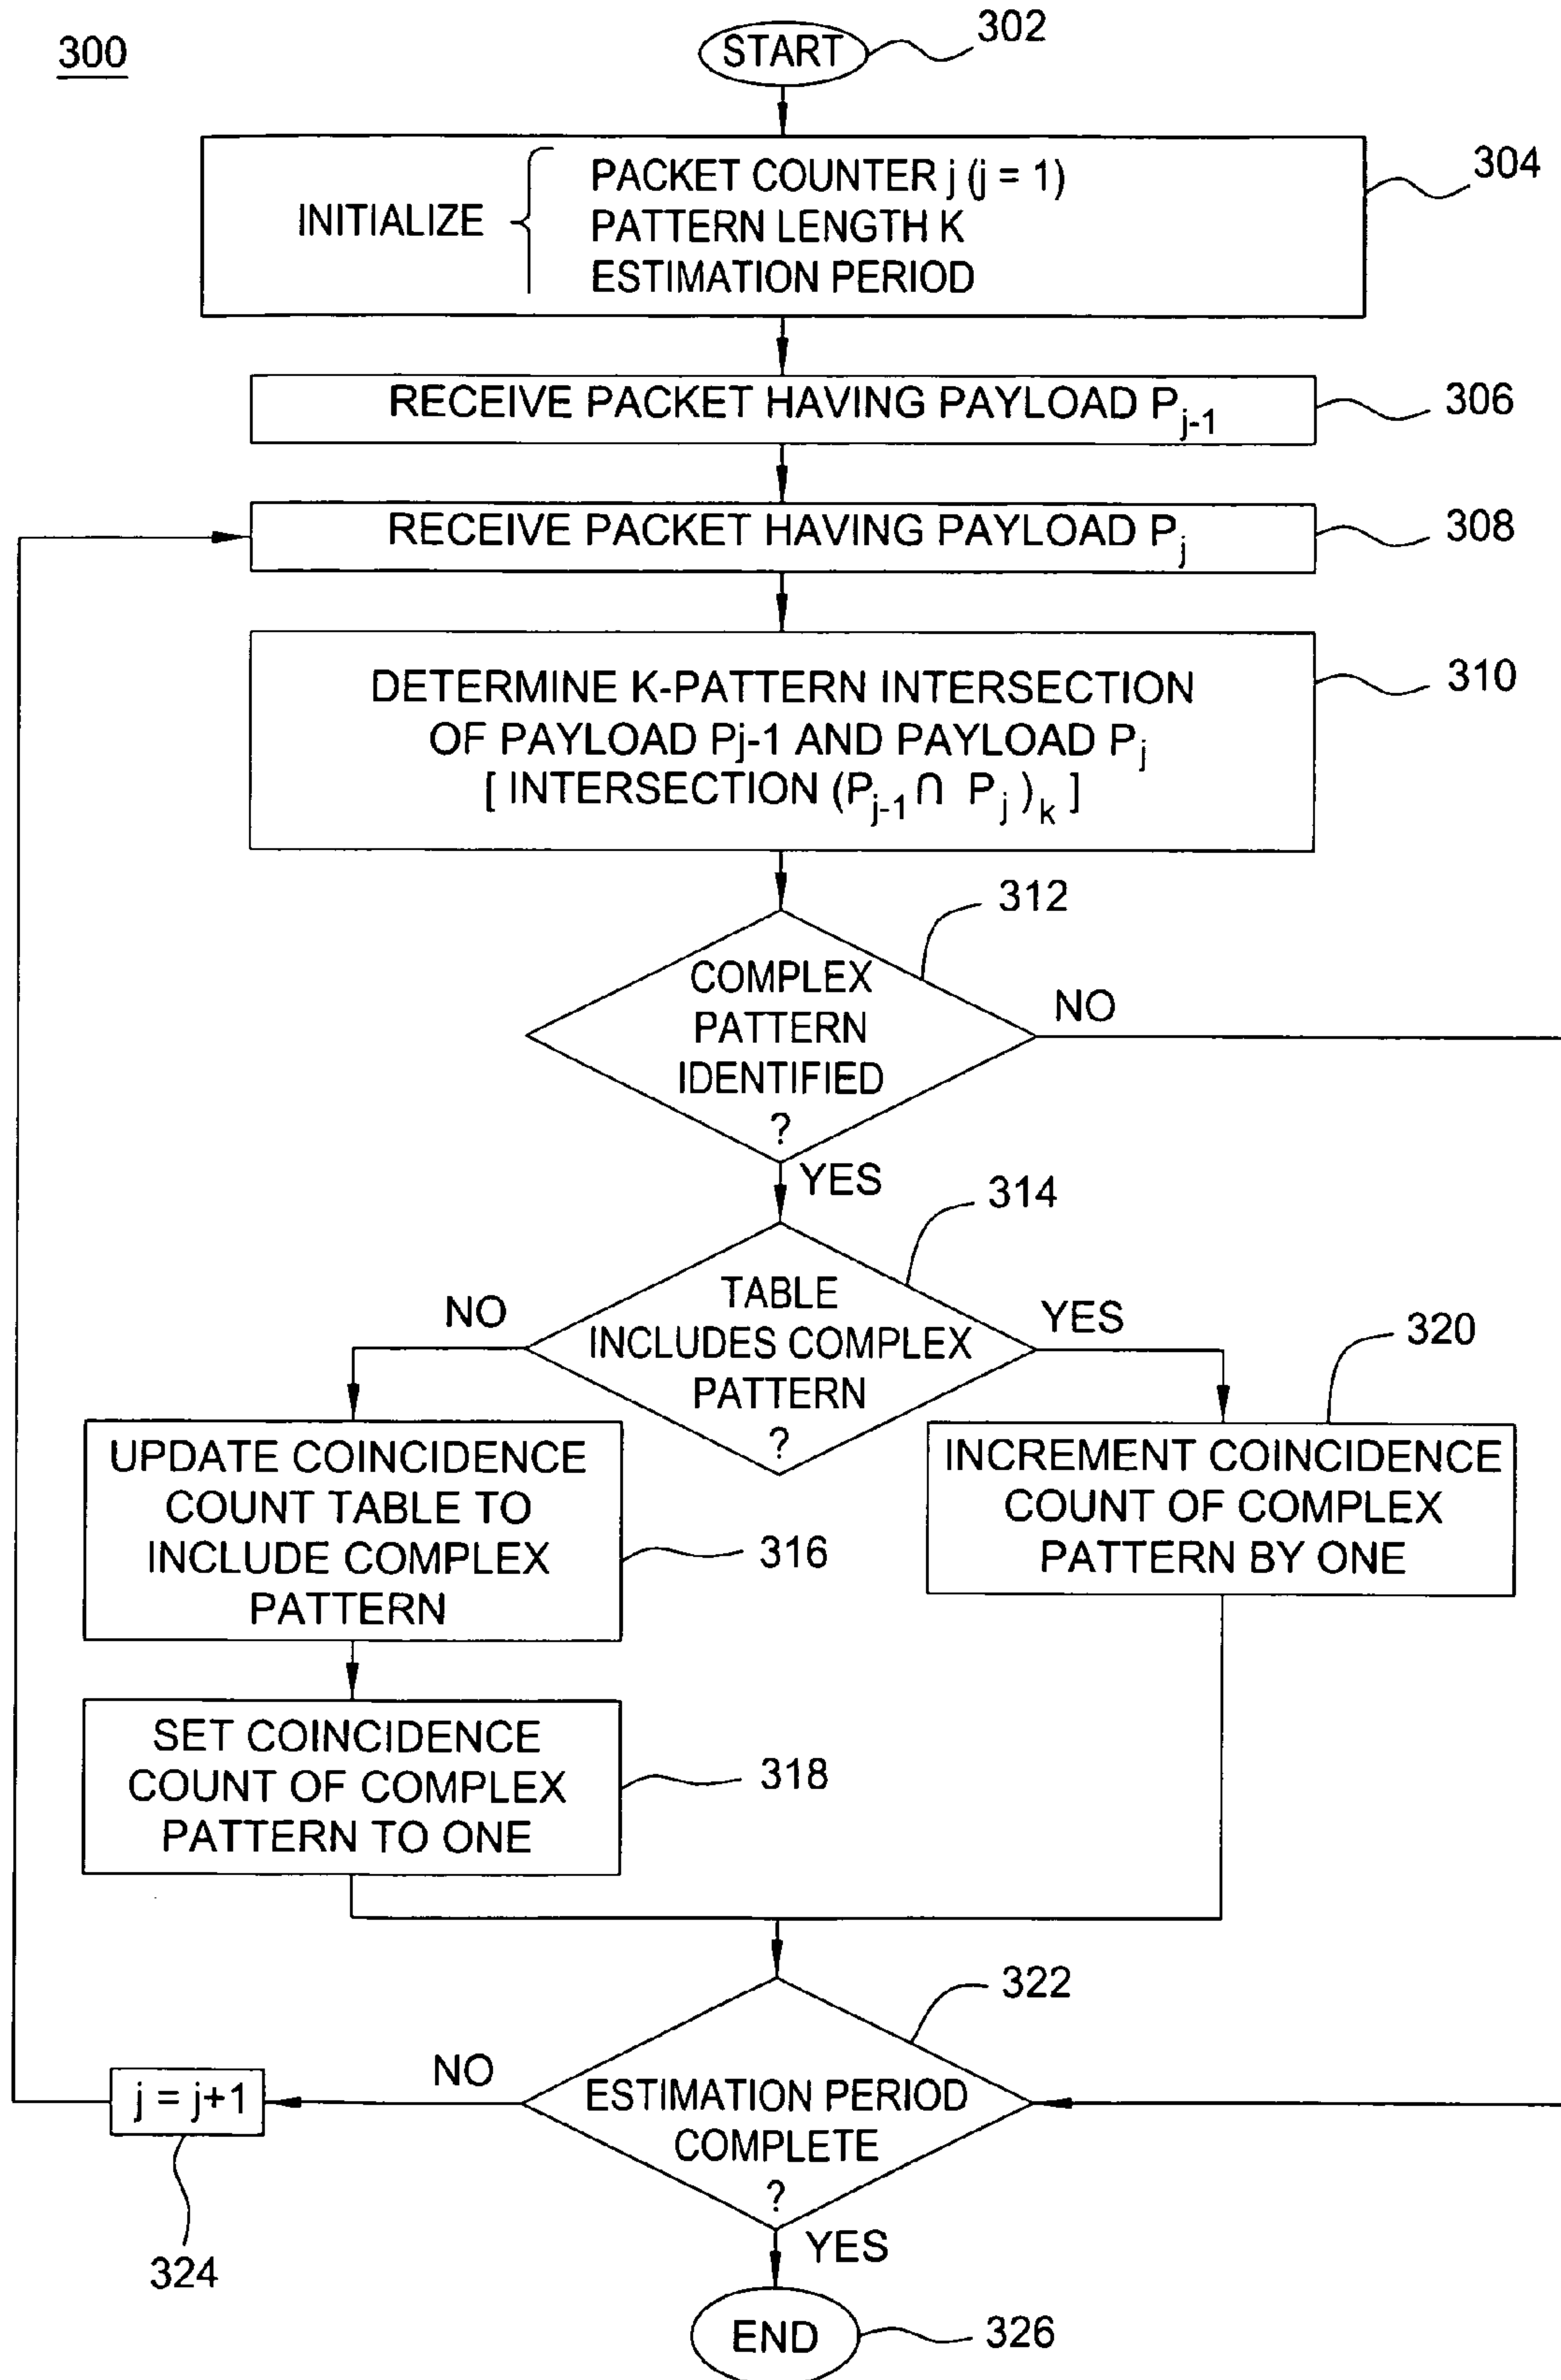 300
START
302
INITIALIZE
PACKET COUNTER j (j = 1)
PATTERN LENGTH K
ESTIMATION PERIOD
304
RECEIVE PACKET HAVING PAYLOAD Pj-1
306
RECEIVE PACKET HAVING PAYLOAD Pj
308
DETERMINE K-PATTERN INTERSECTION
OF PAYLOAD Pj-1 AND PAYLOAD Pj
[ INTERSECTION (Pj-1 ∩ Pj)k ]
310
312
COMPLEX
PATTERN
IDENTIFIED
?
NO
YES
314
TABLE
INCLUDES COMPLEX
PATTERN
?
NO
YES
320
UPDATE COINCIDENCE
COUNT TABLE TO
INCLUDE COMPLEX
PATTERN
316
INCREMENT COINCIDENCE
COUNT OF COMPLEX
PATTERN BY ONE
SET COINCIDENCE
COUNT OF COMPLEX
PATTERN TO ONE
318
322
ESTIMATION PERIOD
COMPLETE
?
NO
j = j+1
324
YES
END
326